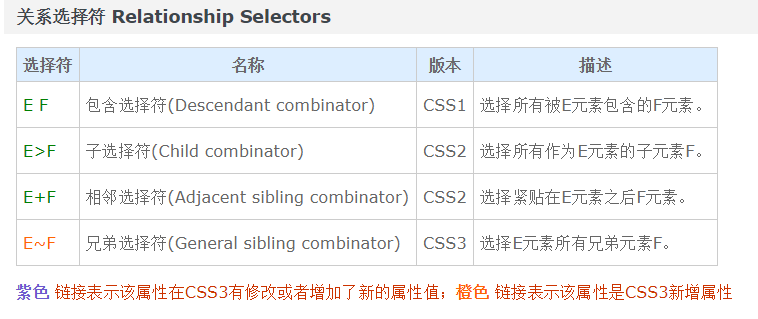 关系选择符 Relationship Selectors
选择符 名称 版本 描述
E F 包含选择符(Descendant combinator) CSS1 选择所有被E元素包含的F元素。
E>F 子选择符(Child combinator) CSS2 选择所有作为E元素的子元素F。
E+F 相邻选择符(Adjacent sibling combinator) CSS2 选择紧贴在E元素之后F元素。
E~F 兄弟选择符(General sibling combinator) CSS3 选择E元素所有兄弟元素F。
紫色 链接表示该属性在CSS3有修改或者增加了新的属性值；橙色 链接表示该属性是CSS3新增属性